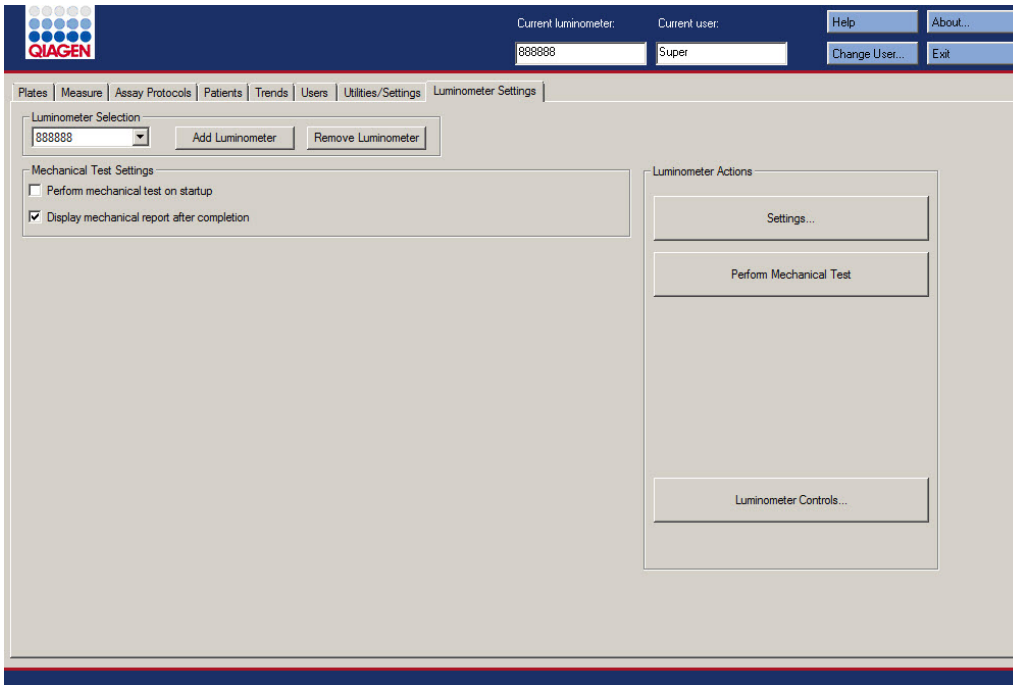 QIAGEN
Current luminometer: Current user:
888888 Super
Help About...
Change User... Exit
Plates Measure Assay Protocols Patients Trends Users Utilities/Settings Luminometer Settings
Luminometer Selection
888888 Add Luminometer Remove Luminometer
Mechanical Test Settings
Perform mechanical test on startup
Display mechanical report after completion
Luminometer Actions
Settings...
Perform Mechanical Test
Luminometer Controls...